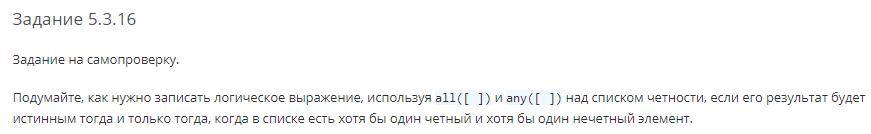 Задание 5.3.16
Задание на самопроверку.
Подумайте, как нужно записать логическое выражение, используя all([ ]) и any([ ]) над списком четности, если его результат будет
истинным тогда и только тогда, когда в списке есть хотя бы один четный и хотя бы один нечетный элемент.